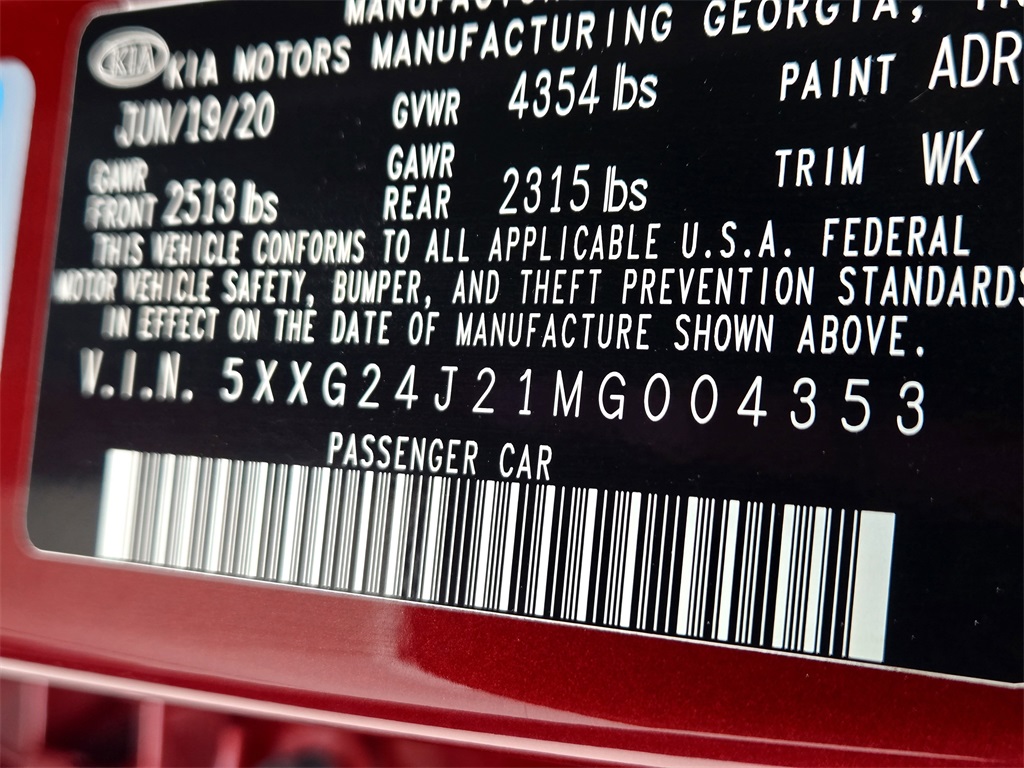 KIA KIA MOTORS MANUFACTURING GEORGIA,
JUN/19/20 GVWR 4354 lbs PAINT ADR
GAWR FRONT 2513 lbs GAWR REAR 2315 lbs TRIM WK
THIS VEHICLE CONFORMS TO ALL APPLICABLE U.S.A. FEDERAL
MOTOR VEHICLE SAFETY, BUMPER, AND THEFT PREVENTION STANDARDS
IN EFFECT ON THE DATE OF MANUFACTURE SHOWN ABOVE.
V.I.N. 5XXG24J21MG004353
PASSENGER CAR